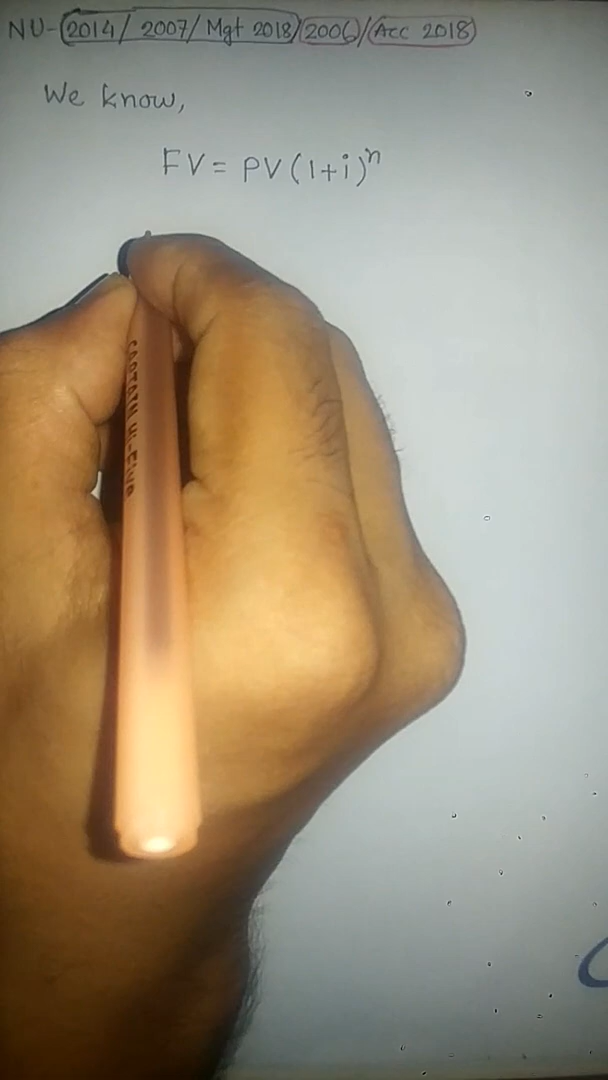 NU-(2014/ 2007/ Mgt 2018)(2006)/(Acc 2018)
We know,
FV = PV(1+i)^n